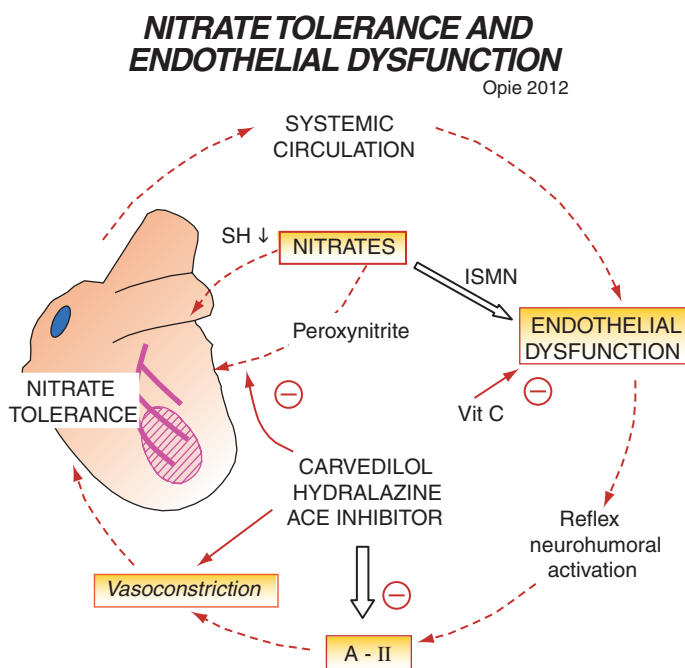 NITRATE TOLERANCE AND
ENDOTHELIAL DYSFUNCTION
Opie 2012
SYSTEMIC
CIRCULATION
SH ↓
NITRATES
ISMN
Peroxynitrite
ENDOTHELIAL
DYSFUNCTION
NITRATE
TOLERANCE
Vit C
CARVEDILOL
HYDRALAZINE
ACE INHIBITOR
Reflex
neurohumoral
activation
Vasoconstriction
A - II